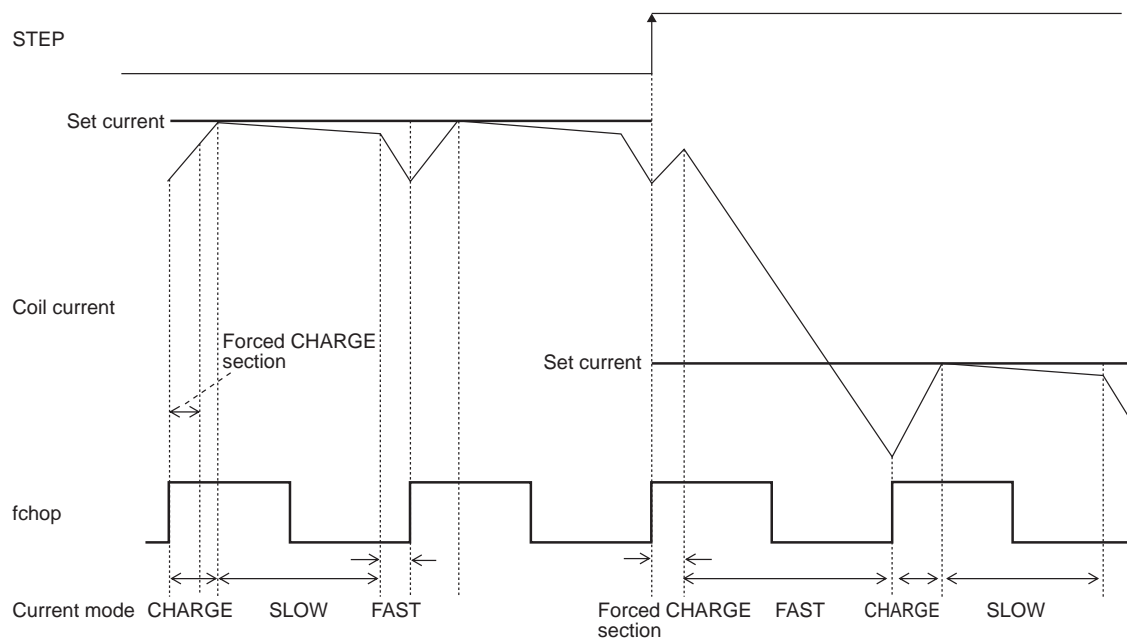 STEP
Set current
Coil current
Forced CHARGE
section
Set current
fchop
Current mode CHARGE SLOW FAST Forced CHARGE FAST CHARGE SLOW
section